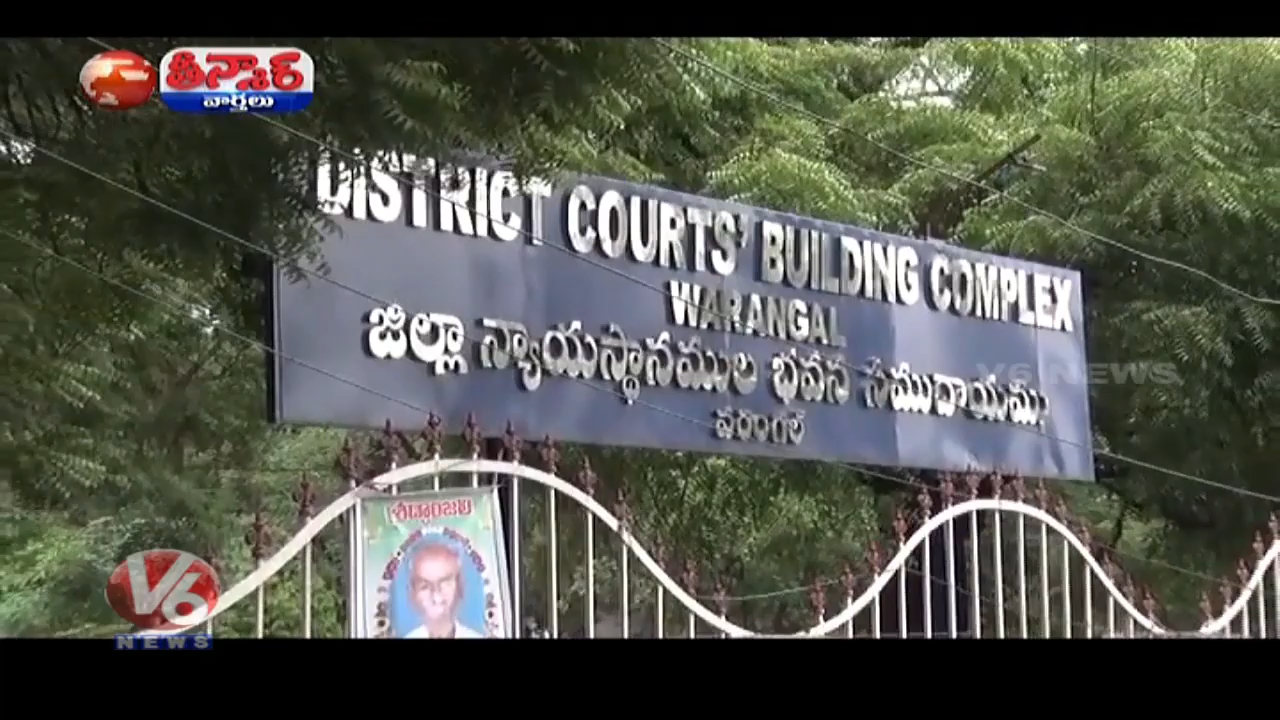 తీన్మార్
వార్తలు
DISTRICT COURTS' BUILDING COMPLEX
WARANGAL
జిల్లా న్యాయస్థానముల భవన సముదాయము
వరంగల్
V6 NEWS
శ్రద్ధాంజలి
V6
NEWS